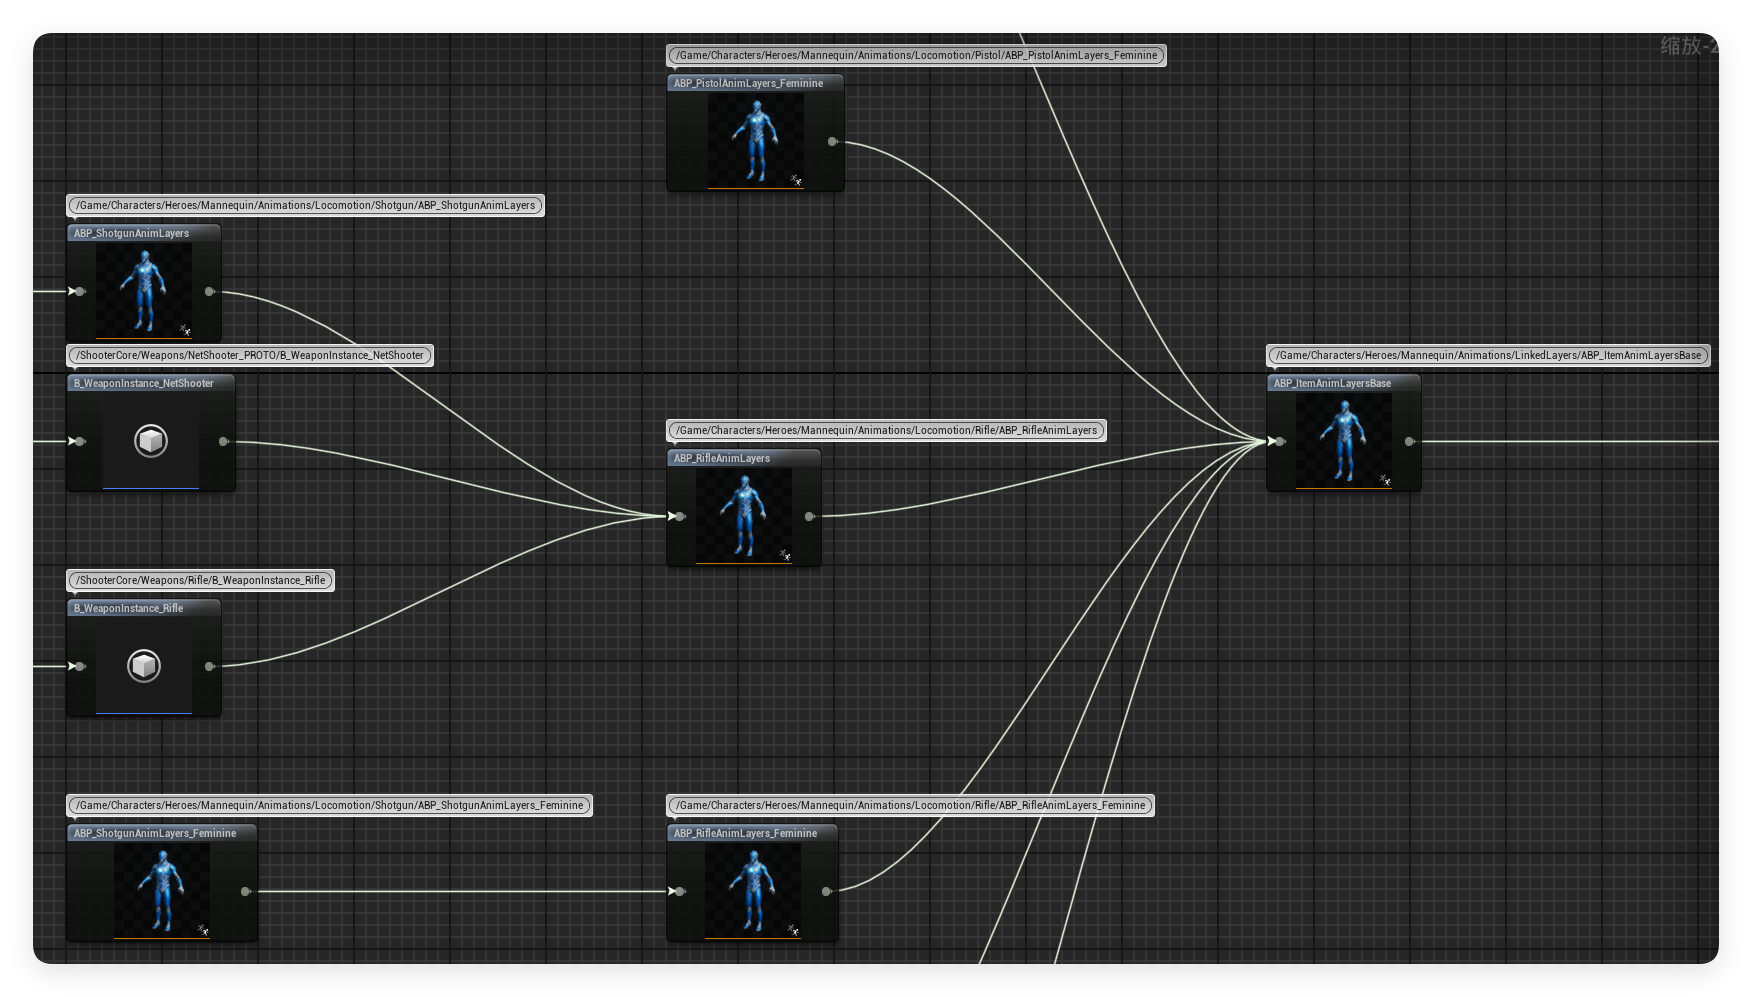 缩放-2
/Game/Characters/Heroes/Mannequin/Animations/Locomotion/Pistol/ABP_PistolAnimLayers_Feminine
ABP_PistolAnimLayers_Feminine
/Game/Characters/Heroes/Mannequin/Animations/Locomotion/Shotgun/ABP_ShotgunAnimLayers
ABP_ShotgunAnimLayers
/ShooterCore/Weapons/NetShooter_PROTO/B_WeaponInstance_NetShooter
B_WeaponInstance_NetShooter
/Game/Characters/Heroes/Mannequin/Animations/LinkedLayers/ABP_ItemAnimLayersBase
ABP_ItemAnimLayersBase
/Game/Characters/Heroes/Mannequin/Animations/Locomotion/Rifle/ABP_RifleAnimLayers
ABP_RifleAnimLayers
/ShooterCore/Weapons/Rifle/B_WeaponInstance_Rifle
B_WeaponInstance_Rifle
/Game/Characters/Heroes/Mannequin/Animations/Locomotion/Shotgun/ABP_ShotgunAnimLayers_Feminine
ABP_ShotgunAnimLayers_Feminine
/Game/Characters/Heroes/Mannequin/Animations/Locomotion/Rifle/ABP_RifleAnimLayers_Feminine
ABP_RifleAnimLayers_Feminine